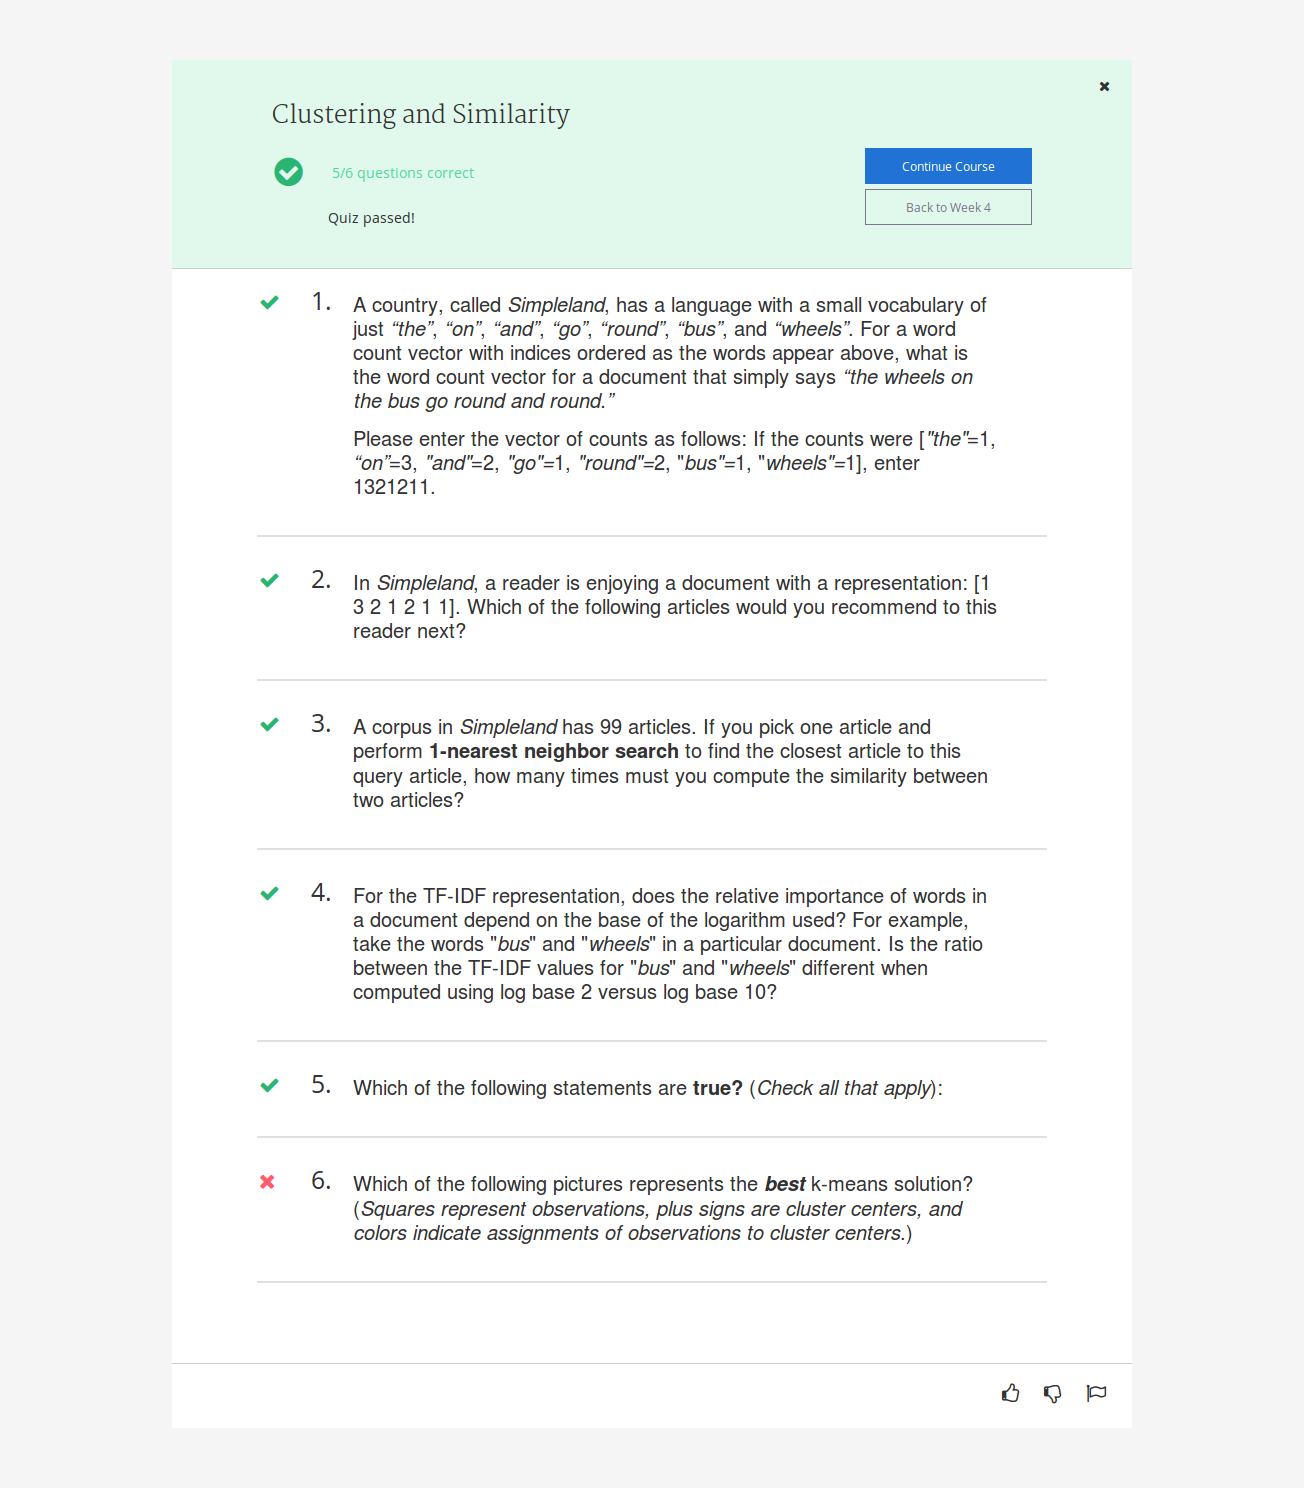 Clustering and Similarity
5/6 questions correct
Continue Course
Back to Week 4
Quiz passed!
1. A country, called Simpleland, has a language with a small vocabulary of
just “the”, “on”, “and”, “go”, “round”, “bus”, and “wheels”. For a word
count vector with indices ordered as the words appear above, what is
the word count vector for a document that simply says “the wheels on
the bus go round and round.”
Please enter the vector of counts as follows: If the counts were ["the"=1,
“on”=3, "and"=2, "go"=1, "round"=2, "bus"=1, "wheels"=1], enter
1321211.
2. In Simpleland, a reader is enjoying a document with a representation: [1
3 2 1 2 1 1]. Which of the following articles would you recommend to this
reader next?
3. A corpus in Simpleland has 99 articles. If you pick one article and
perform 1-nearest neighbor search to find the closest article to this
query article, how many times must you compute the similarity between
two articles?
4. For the TF-IDF representation, does the relative importance of words in
a document depend on the base of the logarithm used? For example,
take the words "bus" and "wheels" in a particular document. Is the ratio
between the TF-IDF values for "bus" and "wheels" different when
computed using log base 2 versus log base 10?
5. Which of the following statements are true? (Check all that apply):
6. Which of the following pictures represents the best k-means solution?
(Squares represent observations, plus signs are cluster centers, and
colors indicate assignments of observations to cluster centers.)